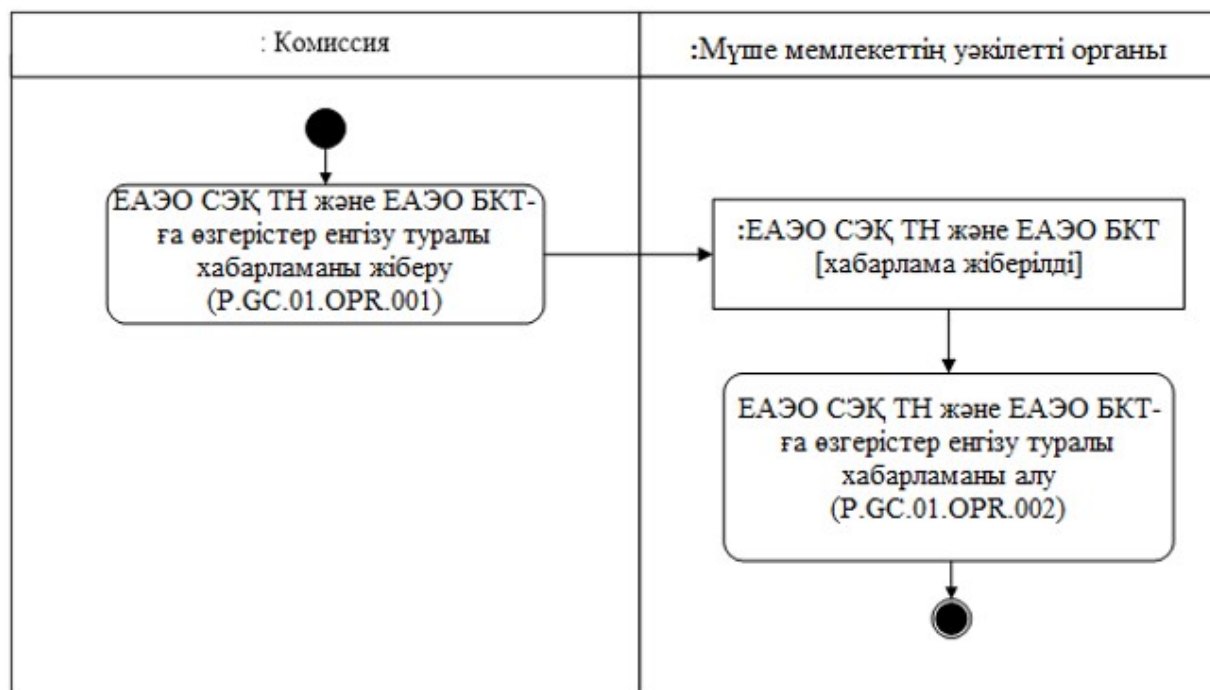 : Комиссия
:Мүше мемлекеттің уәкілетті органы
ЕАЭО СЭҚ ТН және ЕАЭО БКТ-
ға өзгерістер енгізу туралы
хабарламаны жіберу
(P.GC.01.OPR.001)
:ЕАЭО СЭҚ ТН және ЕАЭО БКТ
[хабарлама жіберілді]
ЕАЭО СЭҚ ТН және ЕАЭО БКТ-
ға өзгерістер енгізу туралы
хабарламаны алу
(P.GC.01.OPR.002)